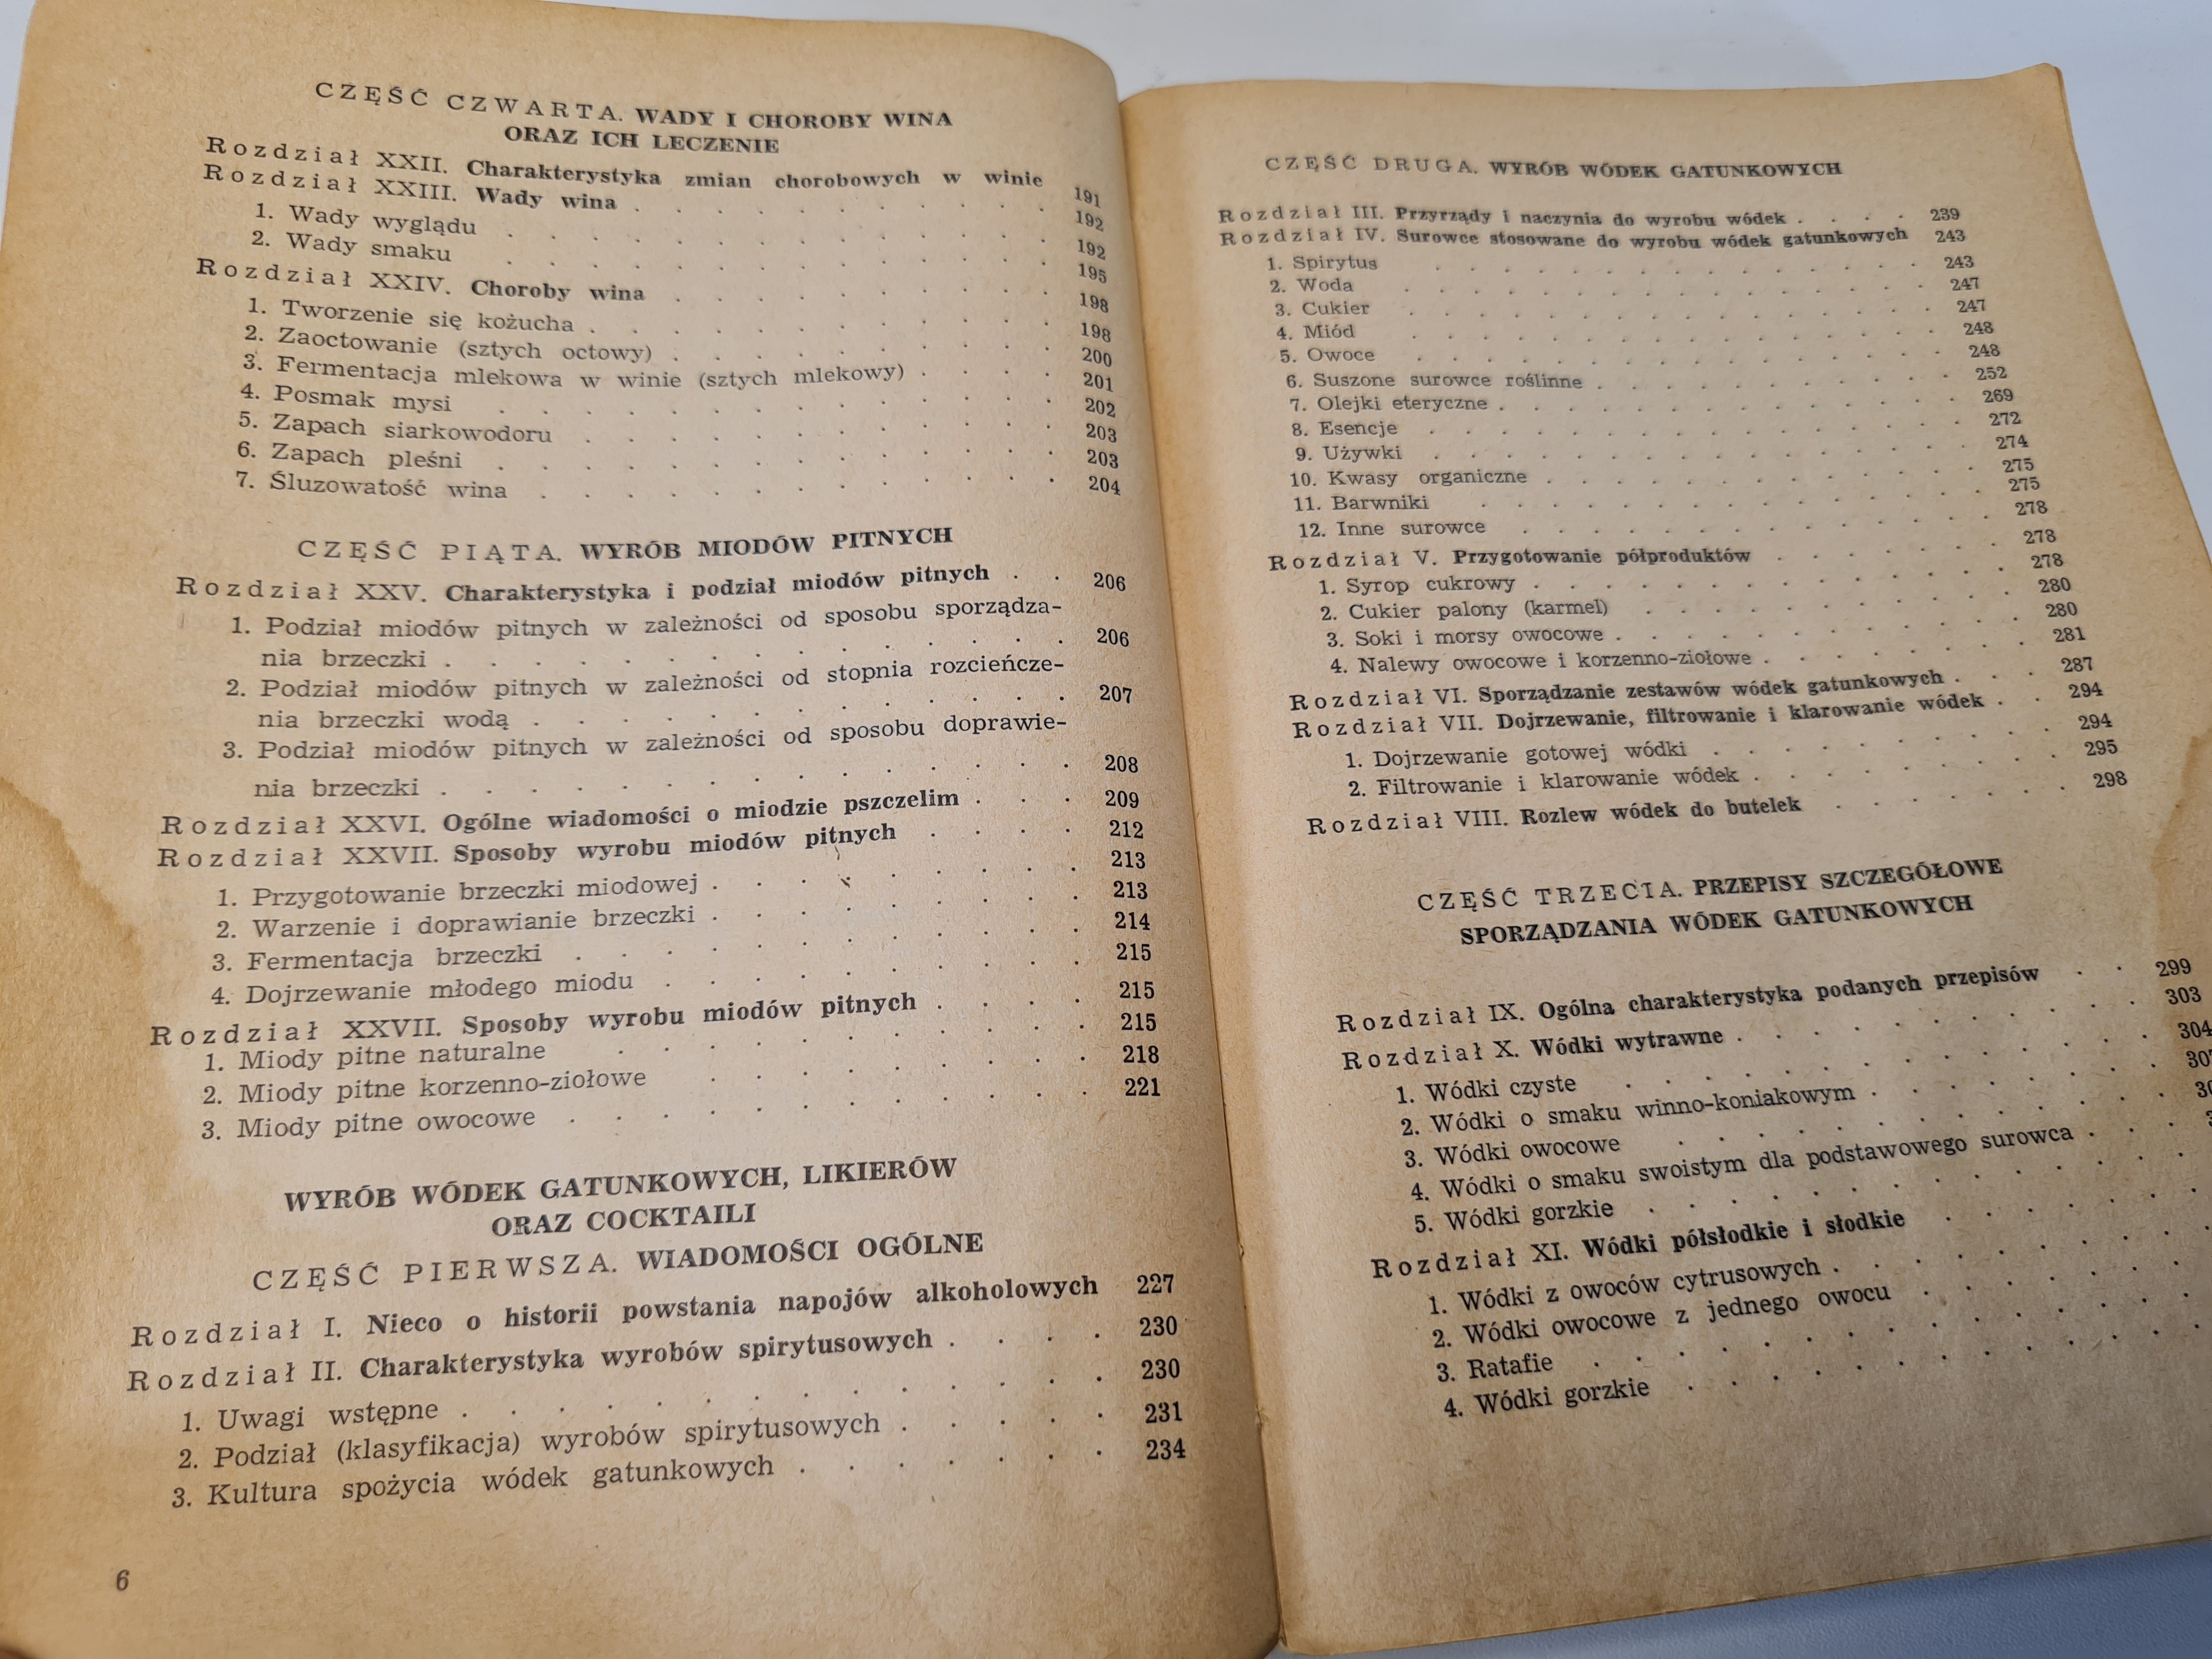 CZĘŚĆ CZWARTA. WADY I CHOROBY WINA
ORAZ ICH LECZENIE
Rozdział XXII. Charakterystyka zmian chorobowych w winie 191
Rozdział XXIII. Wady wina . . . . . . . . . . 192
1. Wady wyglądu . . . . . . . . . . 192
2. Wady smaku . . . . . . . . . . 195
Rozdział XXIV. Choroby wina . . . . . . . . . 198
1. Tworzenie się kożucha . . . . . . . . . 198
2. Zaoctowanie (sztych octowy) . . . . . . . . 200
3. Fermentacja mlekowa w winie (sztych mlekowy) . . . . 201
4. Posmak mysi . . . . . . . . . . 202
5. Zapach siarkowodoru . . . . . . . . . 203
6. Zapach pleśni . . . . . . . . . . 203
7. Śluzowatość wina . . . . . . . . . . 204
CZĘŚĆ PIĄTA. WYRÓB MIODÓW PITNYCH
Rozdział XXV. Charakterystyka i podział miodów pitnych . . 206
1. Podział miodów pitnych w zależności od sposobu sporządza-
nia brzeczki . . . . . . . . . . . 206
2. Podział miodów pitnych w zależności od stopnia rozcieńcze-
nia brzeczki wodą . . . . . . . . . . 207
3. Podział miodów pitnych w zależności od sposobu doprawie-
nia brzeczki . . . . . . . . . . . 208
Rozdział XXVI. Ogólne wiadomości o miodzie pszczelim . . . 209
Rozdział XXVII. Sposoby wyrobu miodów pitnych . . . . 212
1. Przygotowanie brzeczki miodowej . . . . . . . . 213
2. Warzenie i doprawianie brzeczki . . . . . . . . 213
3. Fermentacja brzeczki . . . . . . . . . . 214
4. Dojrzewanie młodego miodu . . . . . . . . . 215
Rozdział XXVII. Sposoby wyrobu miodów pitnych . . . . 215
1. Miody pitne naturalne . . . . . . . . . . 215
2. Miody pitne korzenno-ziołowe . . . . . . . . 218
3. Miody pitne owocowe . . . . . . . . . . 221
WYRÓB WÓDEK GATUNKOWYCH, LIKIERÓW
ORAZ COCKTAILI
CZĘŚĆ PIERWSZA. WIADOMOŚCI OGÓLNE
Rozdział I. Nieco o historii powstania napojów alkoholowych 227
Rozdział II. Charakterystyka wyrobów spirytusowych . . . . 230
1. Uwagi wstępne . . . . . . . . . . . 230
2. Podział (klasyfikacja) wyrobów spirytusowych . . . . . 231
3. Kultura spożycia wódek gatunkowych . . . . . . . 234
6
CZĘŚĆ DRUGA. WYRÓB WÓDEK GATUNKOWYCH
Rozdział III. Przyrządy i naczynia do wyrobu wódek . . . . 239
Rozdział IV. Surowce stosowane do wyrobu wódek gatunkowych 243
1. Spirytus . . . . . . . . . . . . 243
2. Woda . . . . . . . . . . . . . 247
3. Cukier . . . . . . . . . . . . . 247
4. Miód . . . . . . . . . . . . . 248
5. Owoce . . . . . . . . . . . . . 248
6. Suszone surowce roślinne . . . . . . . . . . 252
7. Olejki eteryczne . . . . . . . . . . . . 269
8. Esencje . . . . . . . . . . . . . 272
9. Używki . . . . . . . . . . . . . 274
10. Kwasy organiczne . . . . . . . . . . . 275
11. Barwniki . . . . . . . . . . . . 275
12. Inne surowce . . . . . . . . . . . 278
Rozdział V. Przygotowanie półproduktów . . . . . . 278
1. Syrop cukrowy . . . . . . . . . . . 278
2. Cukier palony (karmel) . . . . . . . . . 280
3. Soki i morsy owocowe . . . . . . . . . . 280
4. Nalewy owocowe i korzenno-ziołowe . . . . . . . 281
Rozdział VI. Sporządzanie zestawów wódek gatunkowych . . . 287
Rozdział VII. Dojrzewanie, filtrowanie i klarowanie wódek . . 294
1. Dojrzewanie gotowej wódki . . . . . . . . . 294
2. Filtrowanie i klarowanie wódek . . . . . . . . 295
Rozdział VIII. Rozlew wódek do butelek . . . . . . 298
CZĘŚĆ TRZECIA. PRZEPISY SZCZEGÓŁOWE
SPORZĄDZANIA WÓDEK GATUNKOWYCH
Rozdział IX. Ogólna charakterystyka podanych przepisów . . 299
Rozdział X. Wódki wytrawne . . . . . . . . . 303
1. Wódki czyste . . . . . . . . . . . 304
2. Wódki o smaku winno-koniakowym . . . . . . .
3. Wódki owocowe . . . . . . . . . .
4. Wódki o smaku swoistym dla podstawowego surowca . . .
5. Wódki gorzkie . . . . . . . . . . .
Rozdział XI. Wódki półsłodkie i słodkie . . . . . .
1. Wódki z owoców cytrusowych . . . . . . . . .
2. Wódki owocowe z jednego owocu . . . . . . .
3. Ratafie . . . . . . . . . . . .
4. Wódki gorzkie . . . . . . . . . .